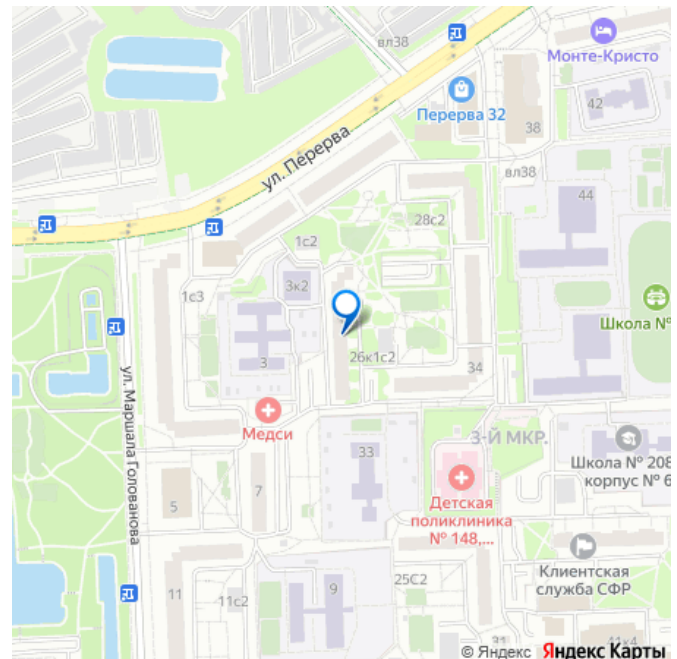 вл38
Монте-Кристо
42
Перерва 32
38
ул. Перерва
вл38
44
28с2
1с2
3к2
1с3
Школа №
26к1с2
3
34
ул. Маршала Голованова
Медси
3-Й МКР.
33
Школа № 208
корпус № 6
7
5
Детская
поликлиника
№ 148,...
Клиентская
служба СФР
25С2
9
11
11с2
31
41к4
© Яндекс Яндекс Карты